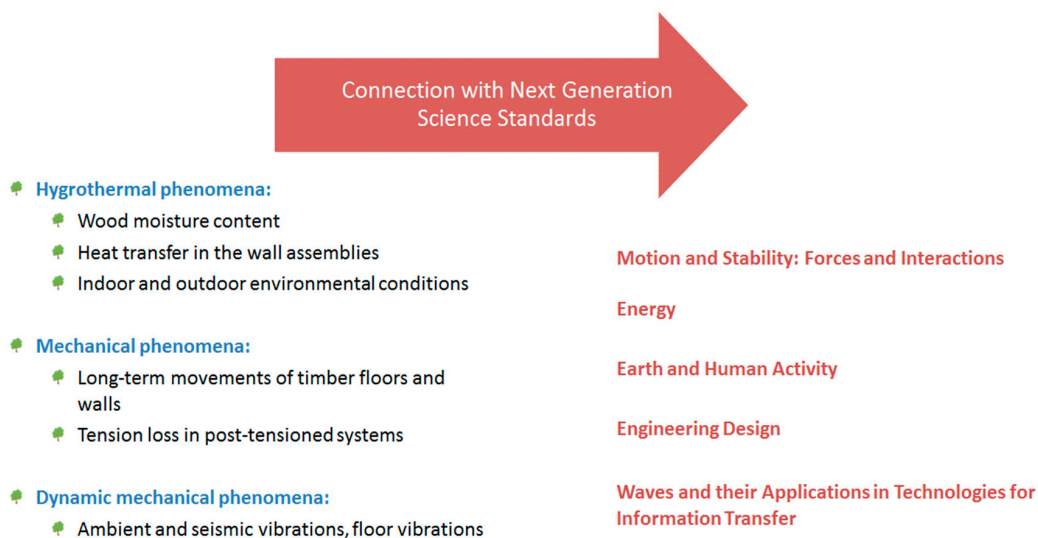 Connection with Next Generation
Science Standards
Hygrothermal phenomena:
Wood moisture content
Heat transfer in the wall assemblies
Indoor and outdoor environmental conditions
Mechanical phenomena:
Long-term movements of timber floors and
walls
Tension loss in post-tensioned systems
Dynamic mechanical phenomena:
Ambient and seismic vibrations, floor vibrations
Motion and Stability: Forces and Interactions
Energy
Earth and Human Activity
Engineering Design
Waves and their Applications in Technologies for
Information Transfer